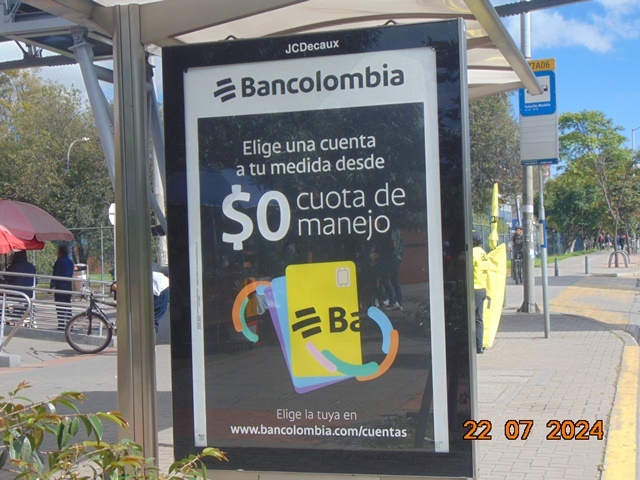 JCDecaux
Bancolombia
Elige una cuenta
a tu medida desde
$0 cuota de
manejo
Ba
Elige la tuya en
www.bancolombia.com/cuentas
7A06
22 07 2024